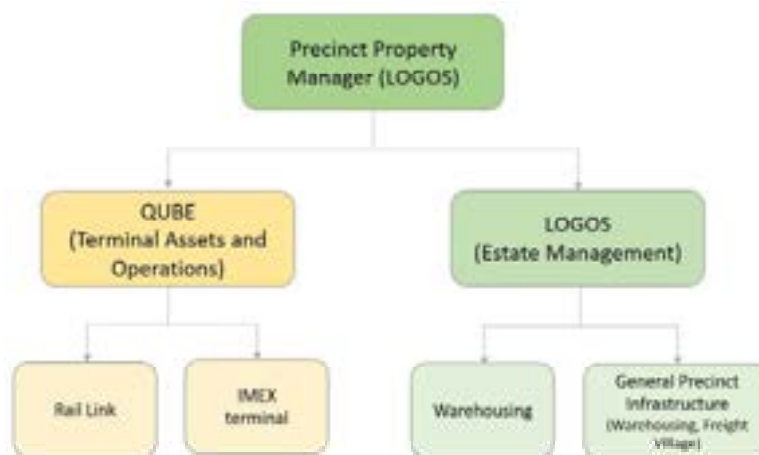 Precinct Property
Manager (LOGOS)
QUBE
(Terminal Assets and
Operations)
LOGOS
(Estate Management)
Rail Link
IMEX
terminal
Warehousing
General Precinct
Infrastructure
(Warehousing, Freight
Village)